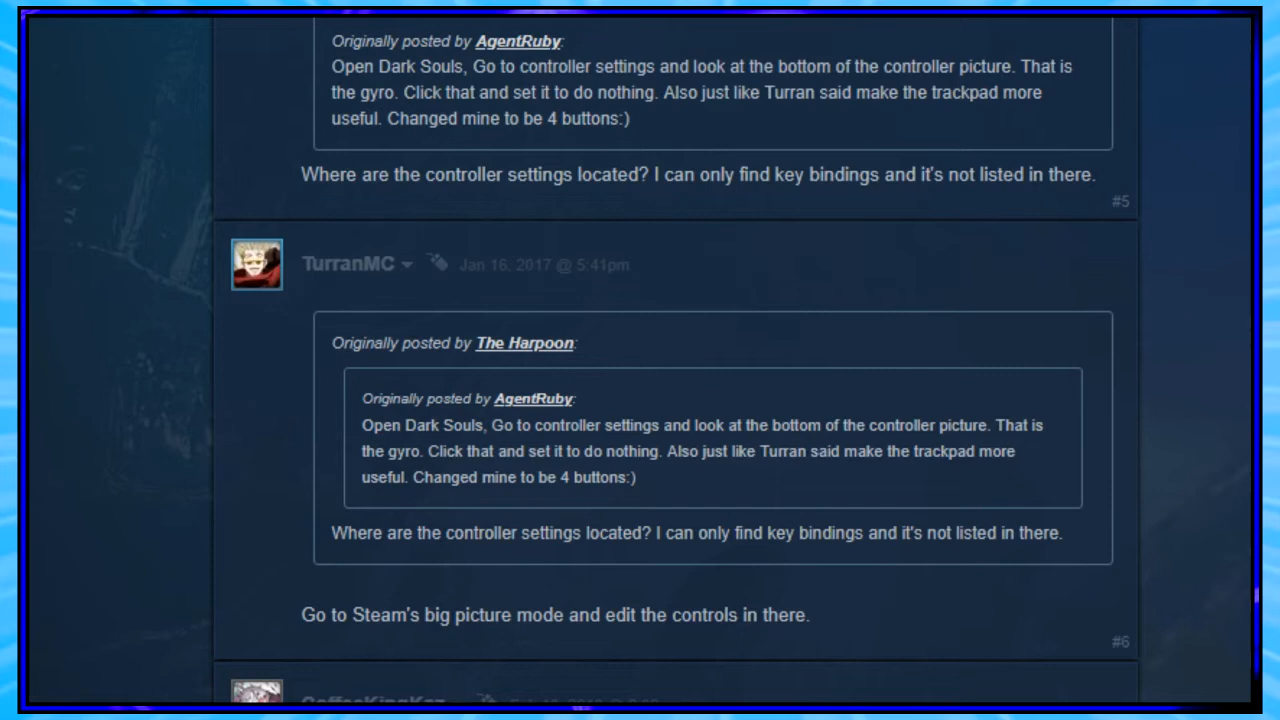 Originally posted by AgentRuby:
Open Dark Souls, Go to controller settings and look at the bottom of the controller picture. That is
the gyro. Click that and set it to do nothing. Also just like Turran said make the trackpad more
useful. Changed mine to be 4 buttons:)
Where are the controller settings located? I can only find key bindings and it's not listed in there.
#5
TurranMC Jan 16, 2017 @ 5:41pm
Originally posted by The Harpoon:
Originally posted by AgentRuby:
Open Dark Souls, Go to controller settings and look at the bottom of the controller picture. That is
the gyro. Click that and set it to do nothing. Also just like Turran said make the trackpad more
useful. Changed mine to be 4 buttons:)
Where are the controller settings located? I can only find key bindings and it's not listed in there.
Go to Steam's big picture mode and edit the controls in there.
#6